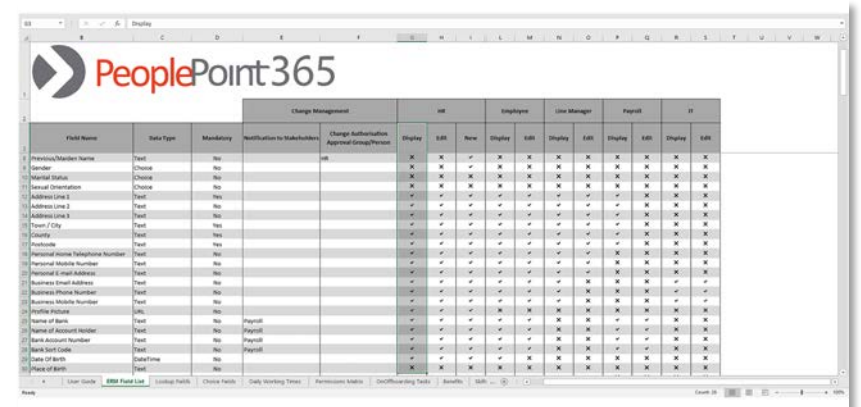 G3 Display
B C D E F G H I L M N O P Q R S T U V W
PeoplePoint365
Change Management HR Employee Line Manager Payroll IT
Field Name Data Type Mandatory Notification to Stakeholders Change Authorisation Approval Group/Person Display Edit New Display Edit Display Edit Display Edit Display Edit
Previous/Maiden Name Text No HR
Gender Choice No
Marital Status Choice No
Sexual Orientation Choice No
Address Line 1 Text Yes
Address Line 2 Text No
Address Line 3 Text No
Town / City Text Yes
County Text Yes
Postcode Text Yes
Personal Home Telephone Number Text No
Personal Mobile Number Text No
Personal E-mail Address Text No
Business Email Address Text No
Business Phone Number Text No
Business Mobile Number Text No
Profile Picture URL No
Name of Bank Text No Payroll
Name of Account Holder Text No Payroll
Bank Account Number Text No Payroll
Bank Sort Code Text No Payroll
Date Of Birth DateTime No
Place of Birth Text No
User Guide Field List Lookup Fields Choice Fields Daily Working Times Permissions Matrix Tasks Benefits
Ready 100%